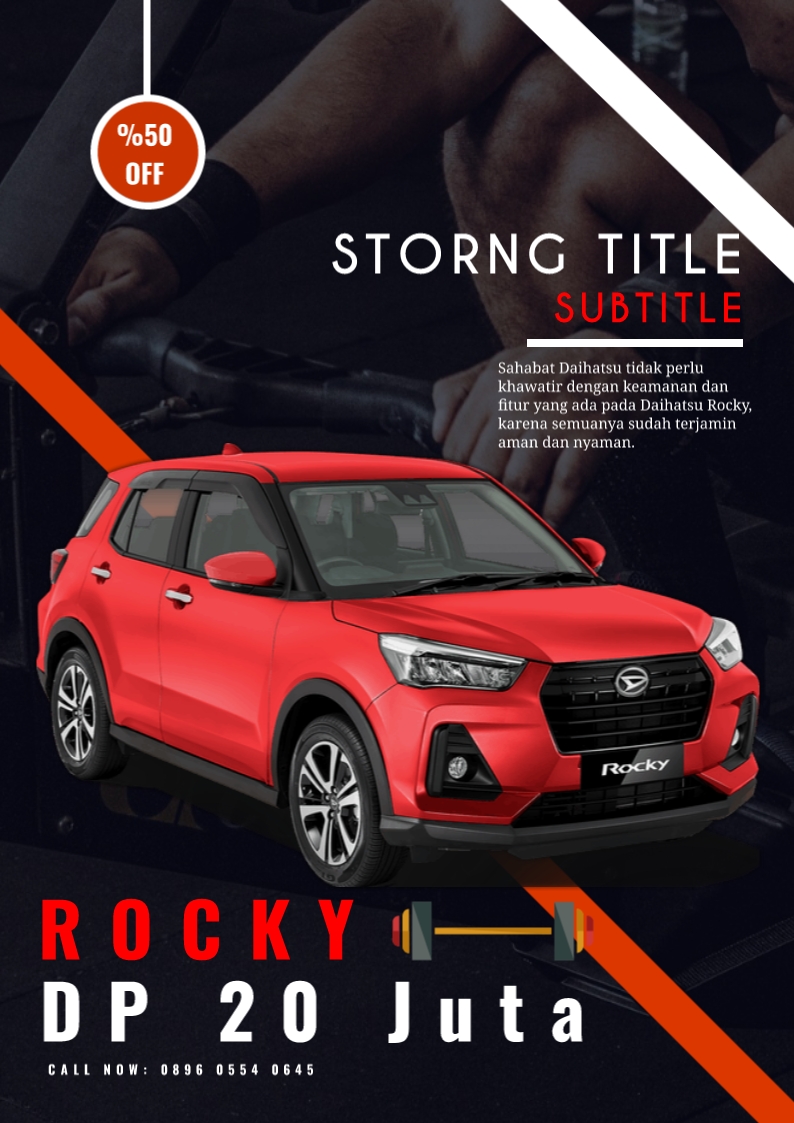 %50
OFF
STORNG TITLE
SUBTITLE
Sahabat Daihatsu tidak perlu
khawatir dengan keamanan dan
fitur yang ada pada Daihatsu Rocky,
karena semuanya sudah terjamin
aman dan nyaman.
Rocky
ROCKY
DP 20 Juta
CALL NOW: 0896 0554 0645